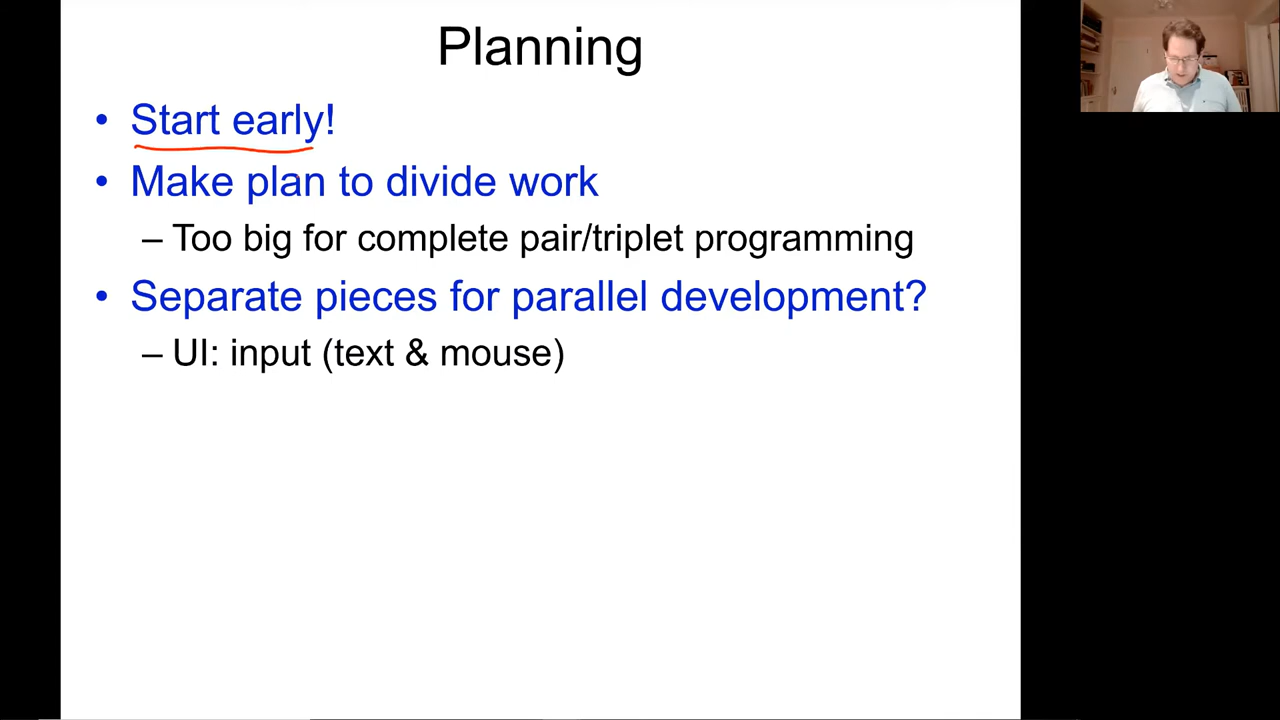 Planning
• Start early!
• Make plan to divide work
– Too big for complete pair/triplet programming
• Separate pieces for parallel development?
– UI: input (text & mouse)